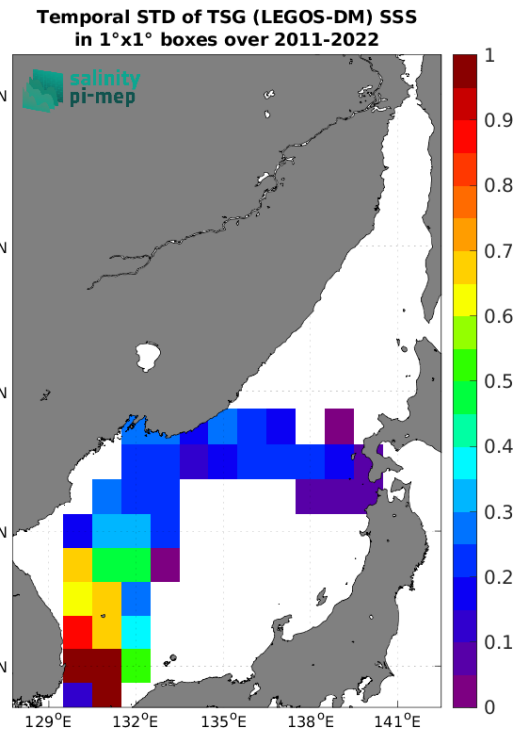 Temporal STD of TSG (LEGOS-DM) SSS
in 1°x1° boxes over 2011-2022
salinity
pi-mep
1
0.9
0.8
0.7
0.6
0.5
0.4
0.3
0.2
0.1
0
N
N
N
N
N
129°E
132°E
135°E
138°E
141°E